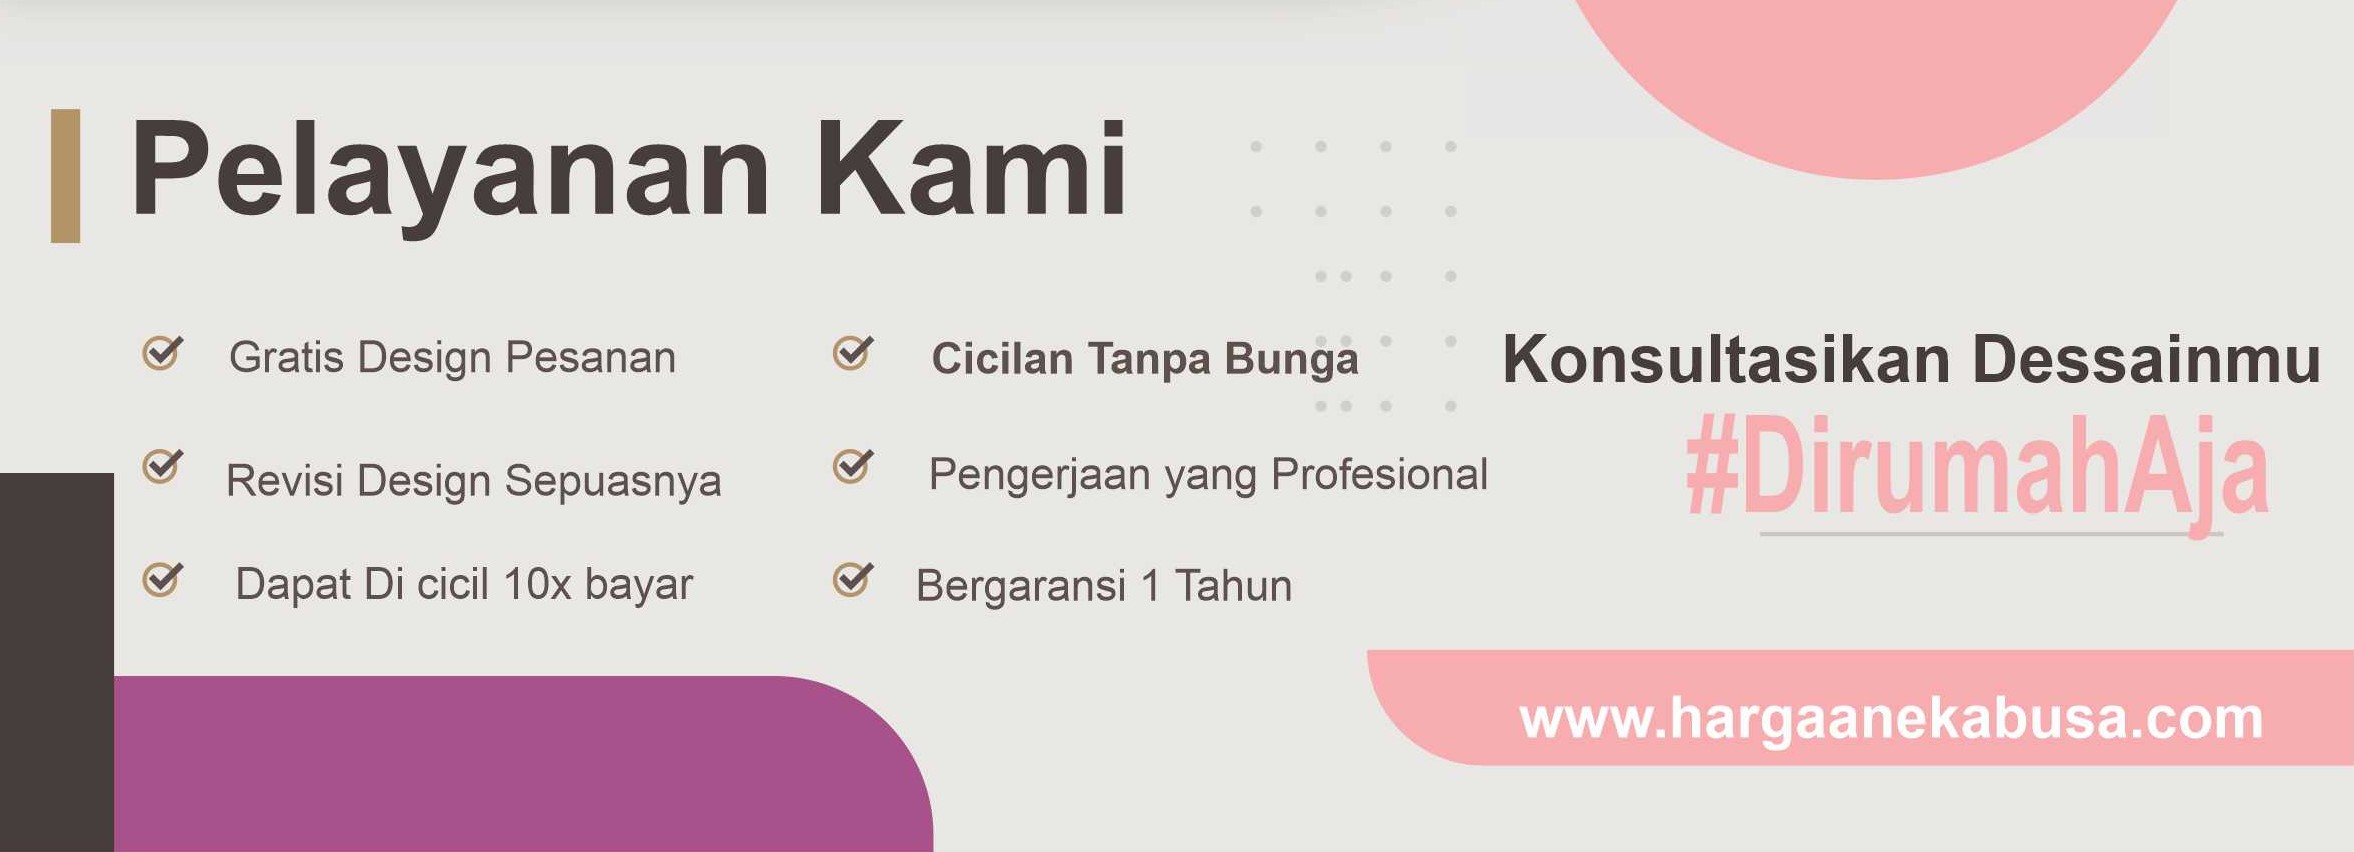 Pelayanan Kami
Gratis Design Pesanan
Revisi Design Sepuasnya
Dapat Di cicil 10x bayar
Cicilan Tanpa Bunga
Pengerjaan yang Profesional
Bergaransi 1 Tahun
Konsultasikan Dessainmu
#DirumahAja
www.hargaanekabusa.com